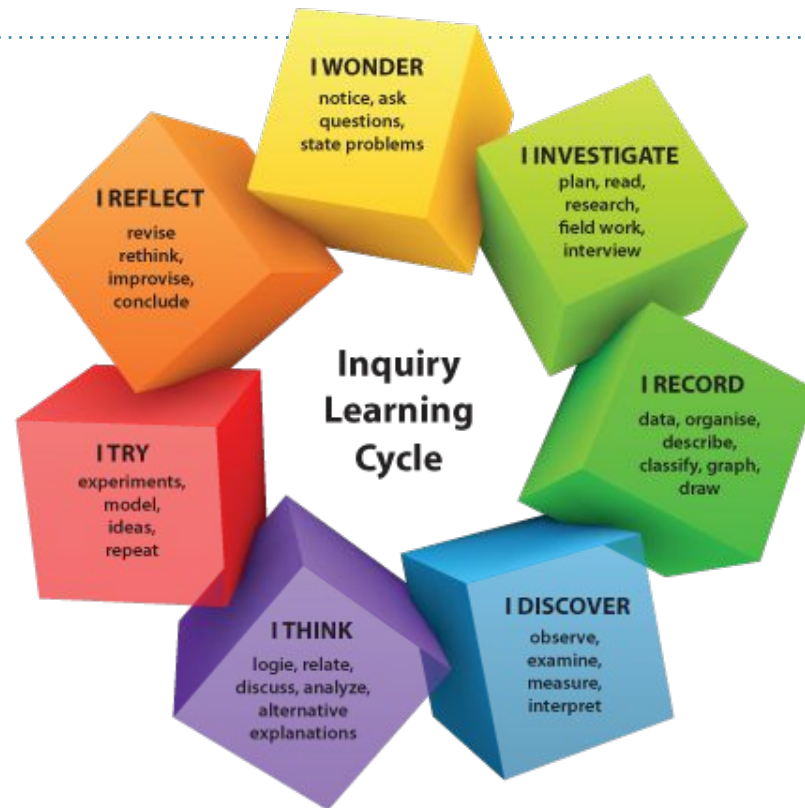 I WONDER
notice, ask
questions,
state problems
I INVESTIGATE
plan, read,
research,
field work,
interview
I RECORD
data, organise,
describe,
classify, graph,
draw
I DISCOVER
observe,
examine,
measure,
interpret
I THINK
logie, relate,
discuss, analyze,
alternative
explanations
I TRY
experiments,
model,
ideas,
repeat
I REFLECT
revise
rethink,
improvise,
conclude
Inquiry
Learning
Cycle